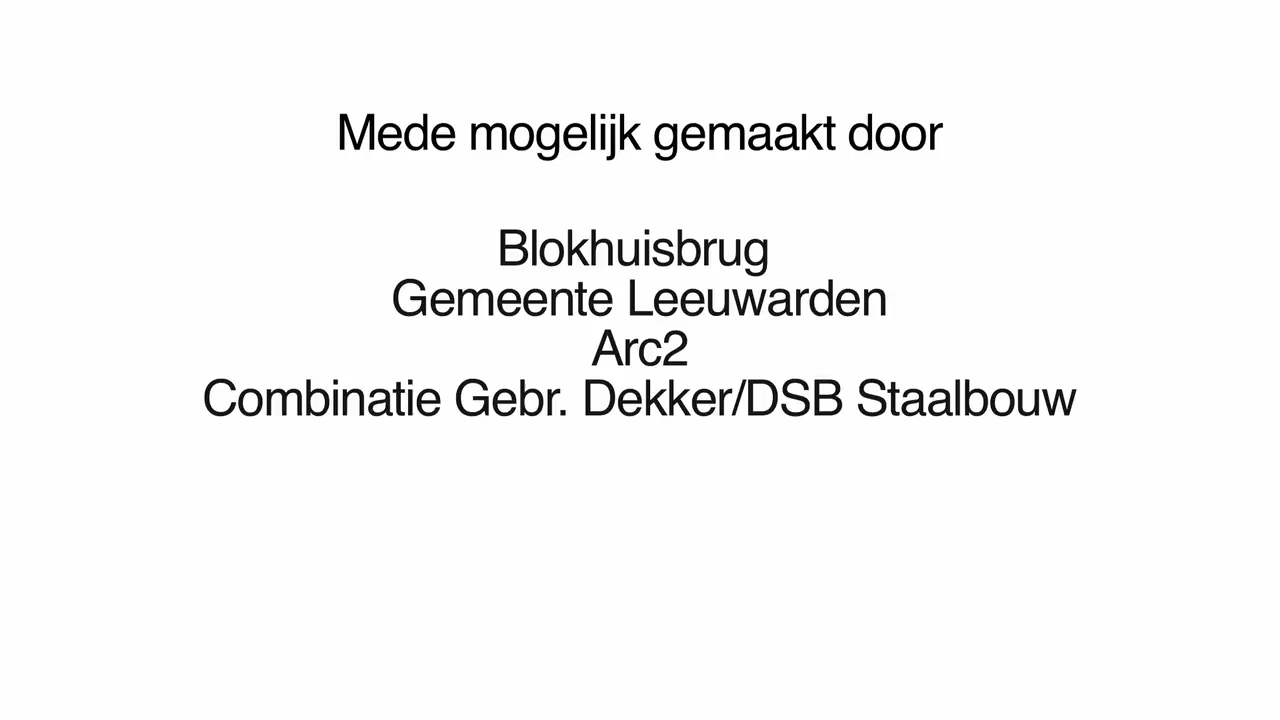 Mede mogelijk gemaakt door
Blokhuisbrug
Gemeente Leeuwarden
Arc2
Combinatie Gebr. Dekker/DSB Staalbouw